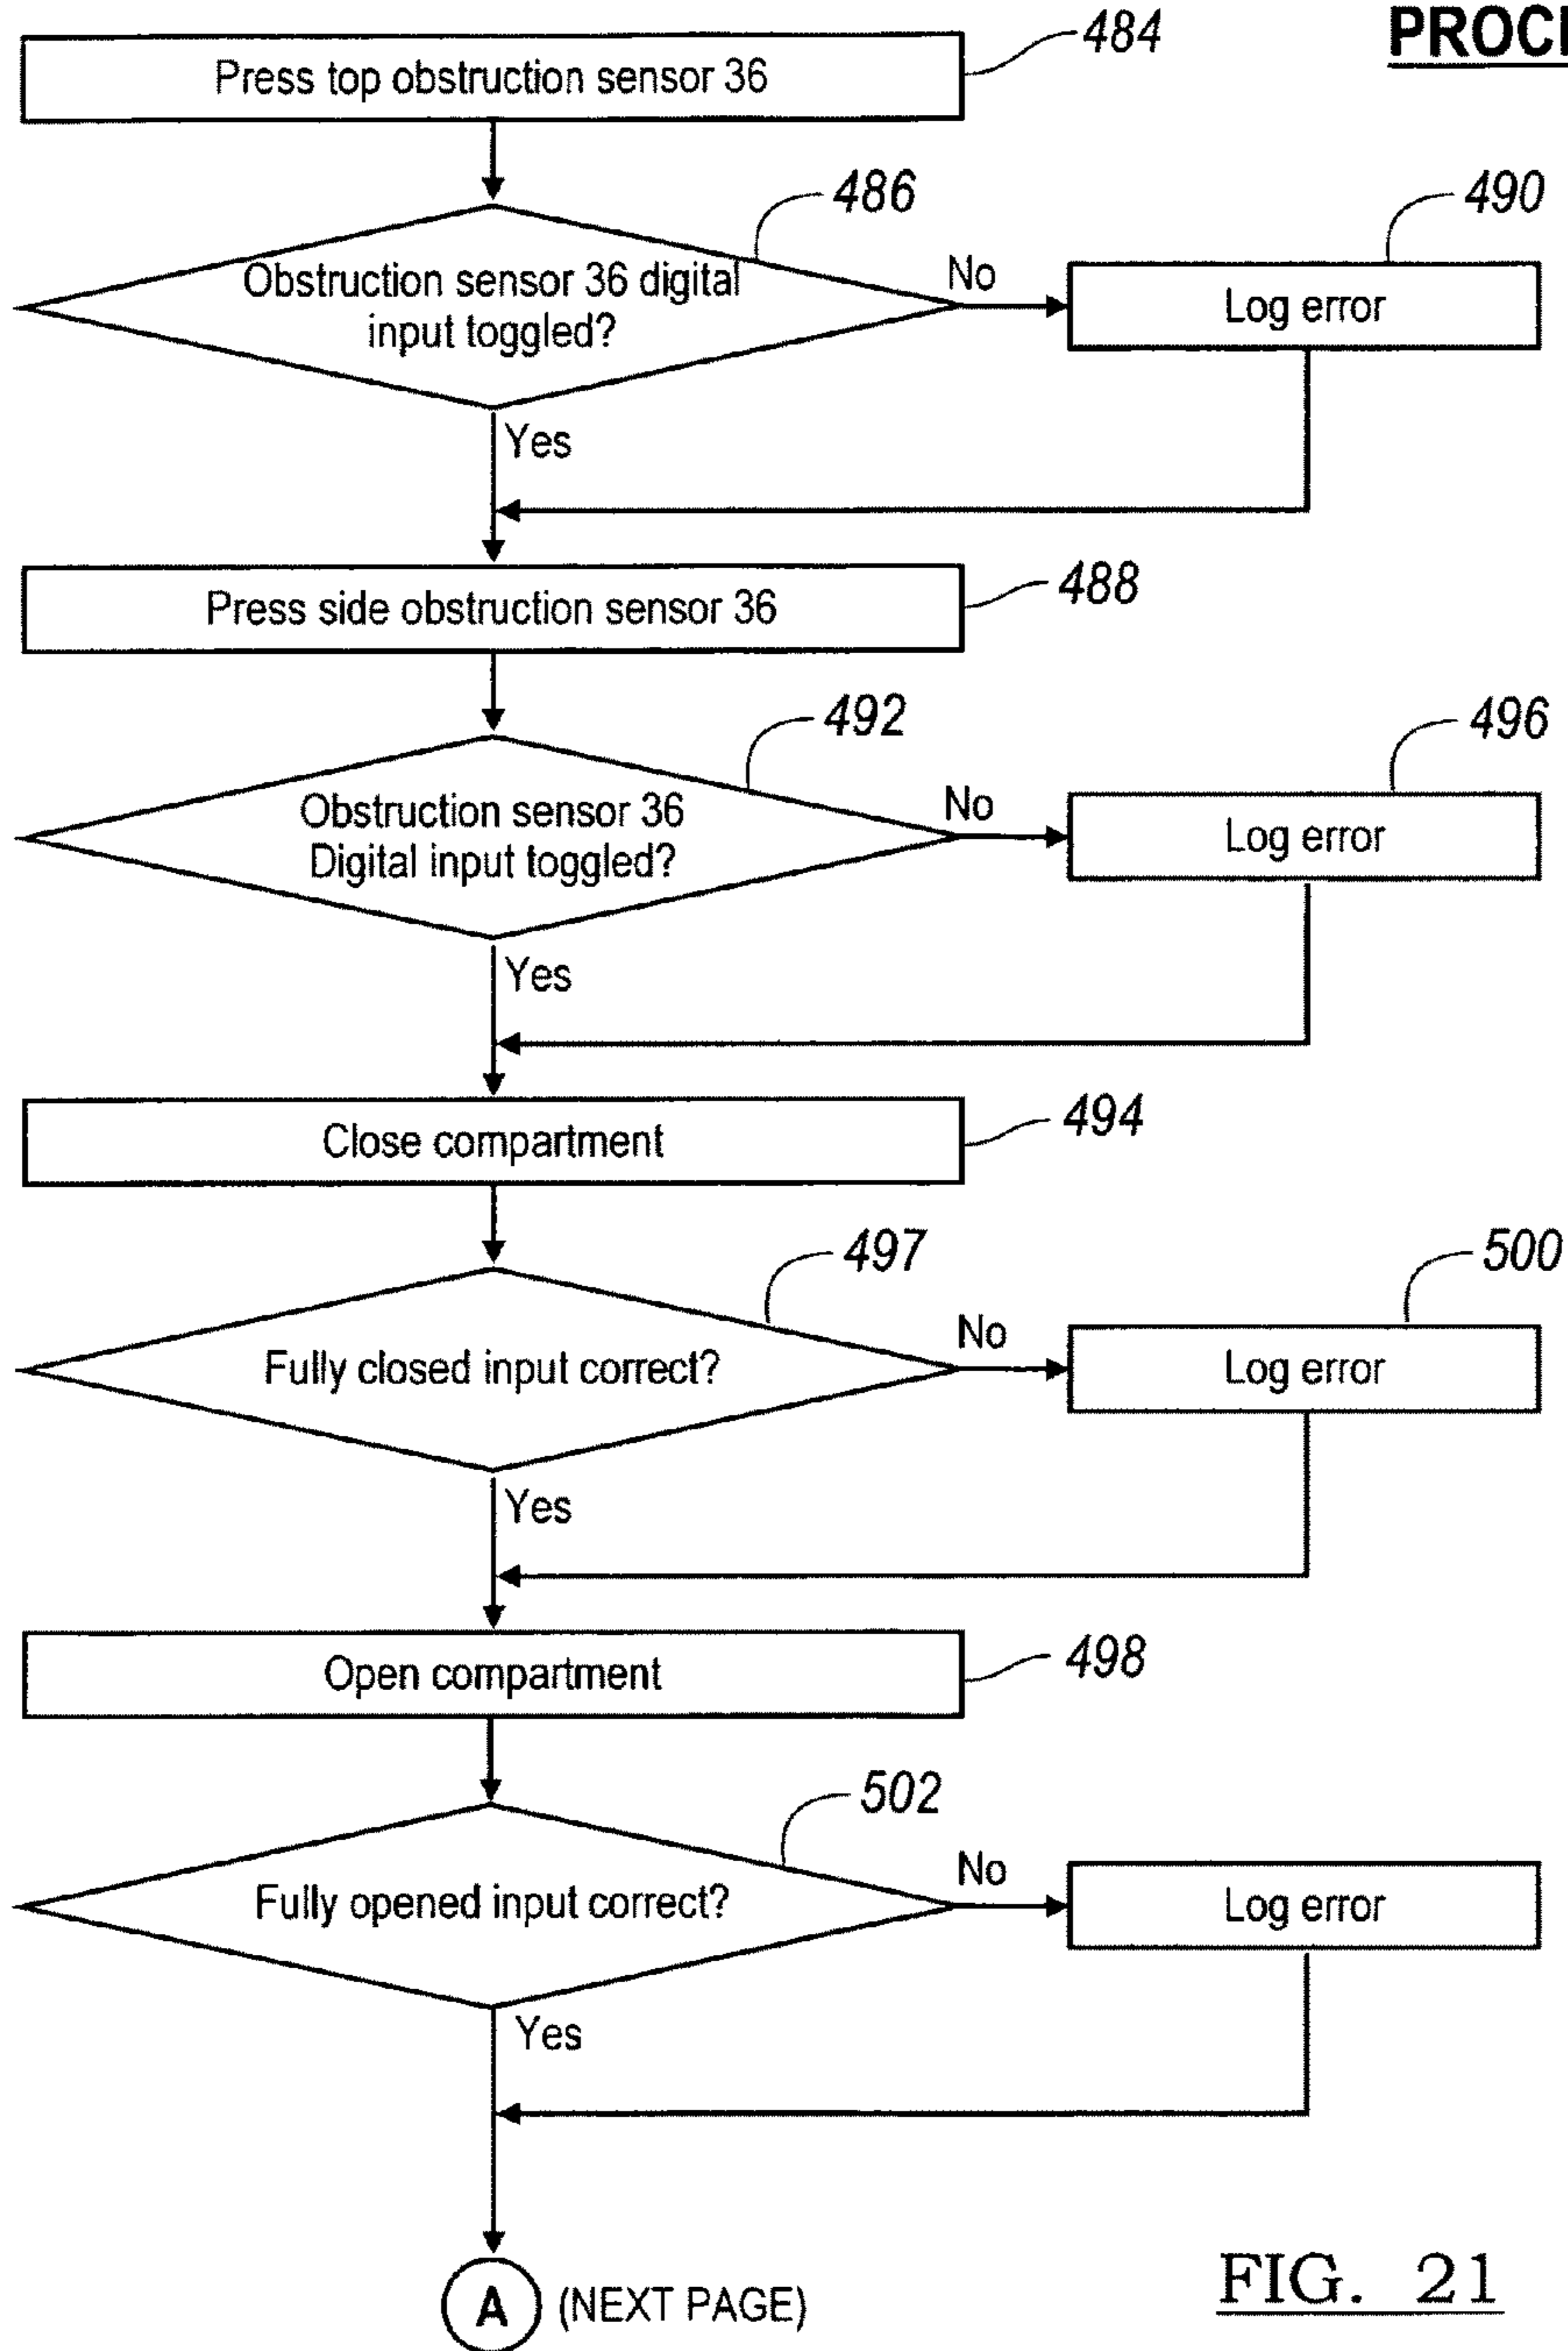 484
PROCI
Press top obstruction sensor 36
486
490
Obstruction sensor 36 digital
input toggled?
No
Log error
Yes
Press side obstruction sensor 36
488
492
496
Obstruction sensor 36
Digital input toggled?
No
Log error
Yes
Close compartment
494
497
500
Fully closed input correct?
No
Log error
Yes
Open compartment
498
502
Fully opened input correct?
No
Log error
Yes
A (NEXT PAGE)
FIG. 21